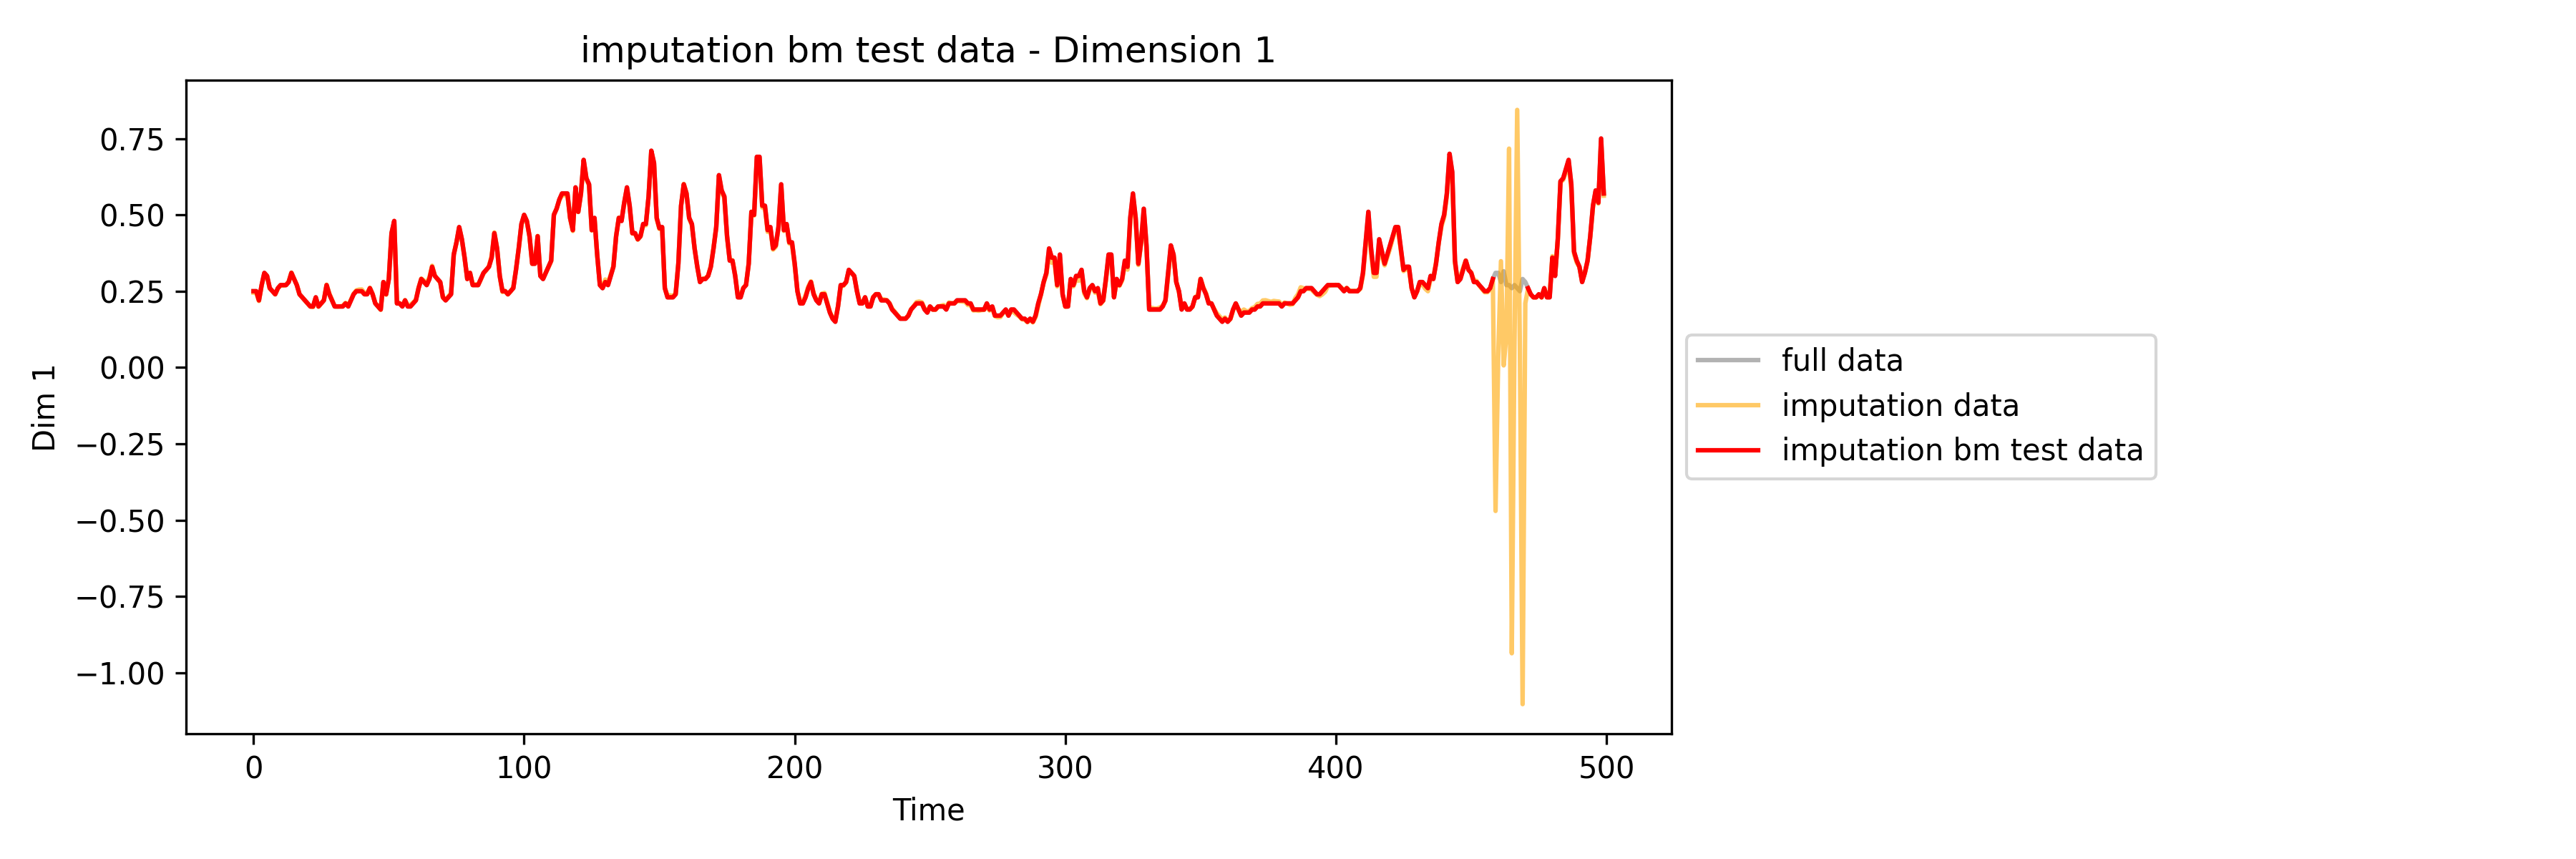 imputation bm test data - Dimension 1
Dim 1
0.75
0.50
0.25
0.00
−0.25
−0.50
−0.75
−1.00
0 100 200 300 400 500
Time
full data
imputation data
imputation bm test data